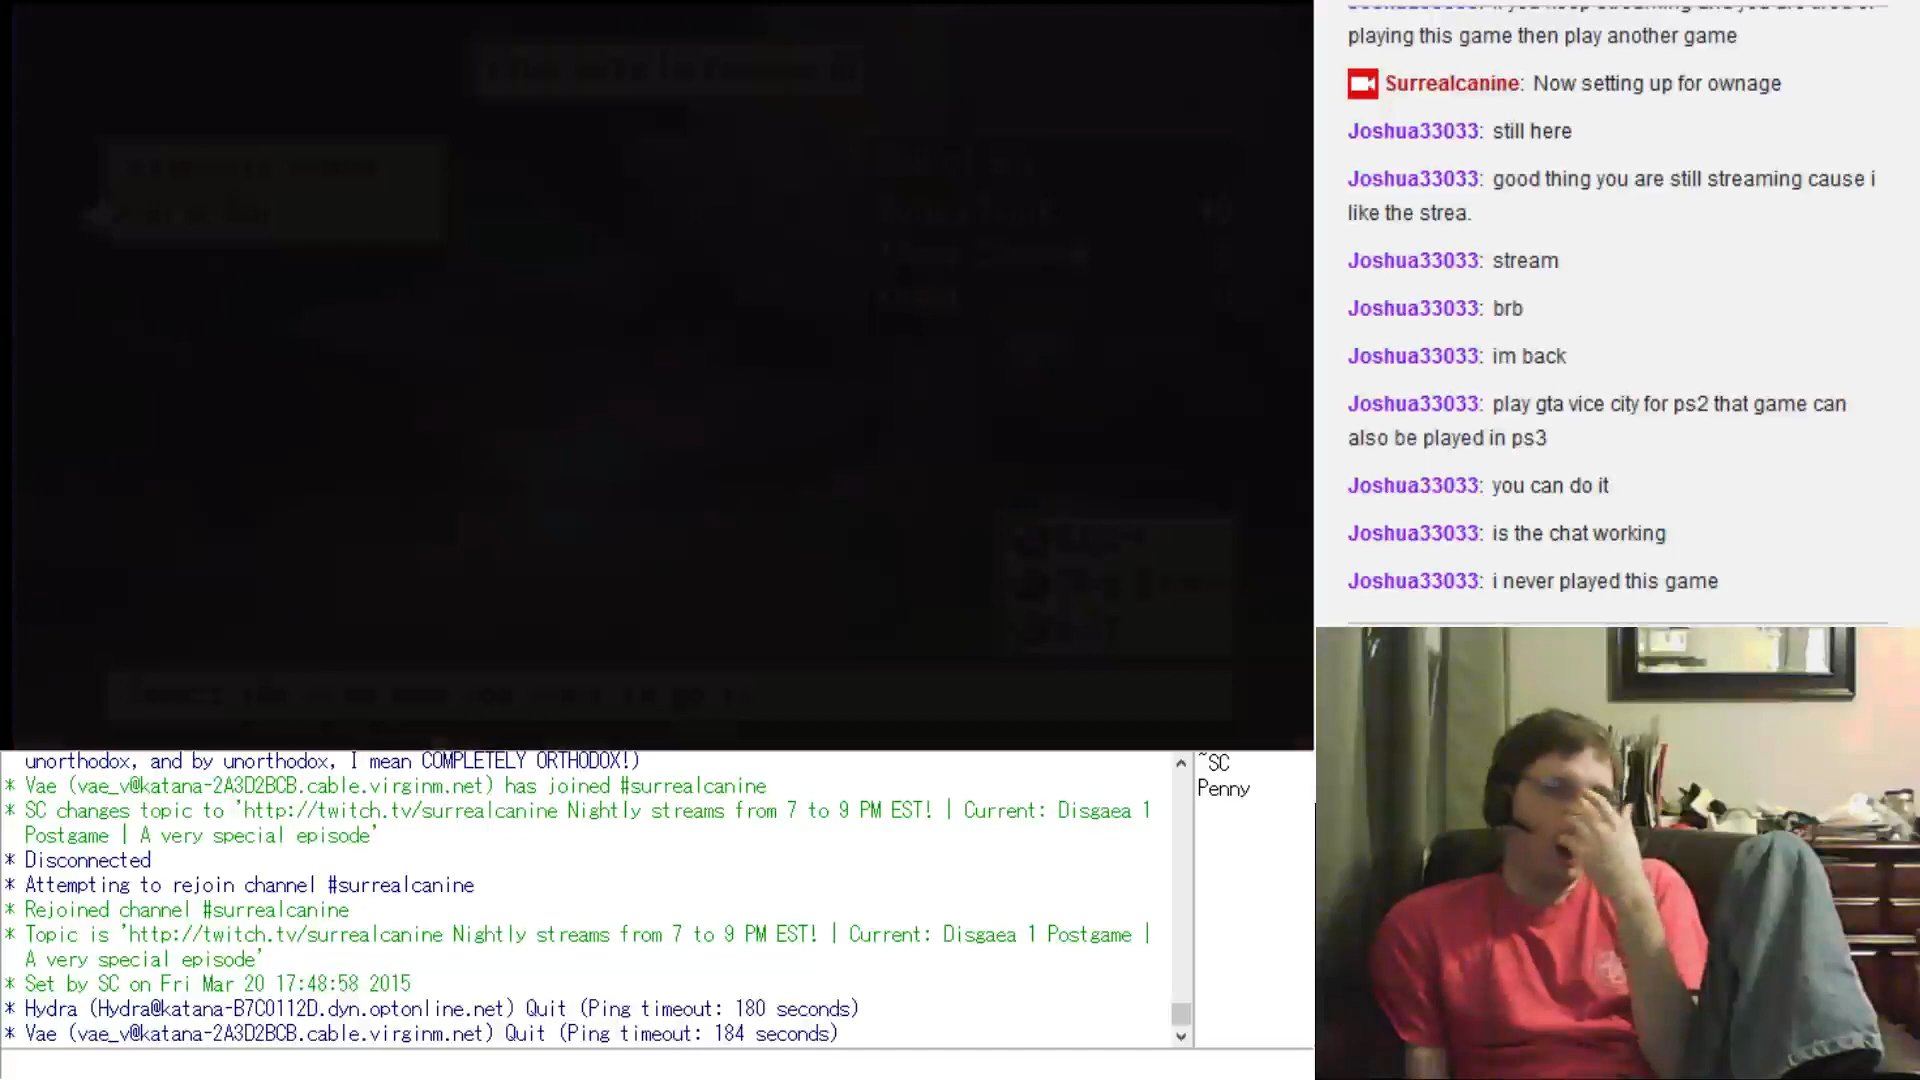 playing this game then play another game
Surrealcanine: Now setting up for ownage
Joshua33033: still here
Joshua33033: good thing you are still streaming cause i
like the strea.
Joshua33033: stream
Joshua33033: brb
Joshua33033: im back
Joshua33033: play gta vice city for ps2 that game can
also be played in ps3
Joshua33033: you can do it
Joshua33033: is the chat working
Joshua33033: i never played this game
unorthodox, and by unorthodox, I mean COMPLETELY ORTHODOX!)
* Vae (vae_v@katana-2A3D2BCB.cable.virginm.net) has joined #surrealcanine
* SC changes topic to 'http://twitch.tv/surrealcanine Nightly streams from 7 to 9 PM EST! | Current: Disgaea 1
Postgame | A very special episode'
* Disconnected
* Attempting to rejoin channel #surrealcanine
* Rejoined channel #surrealcanine
* Topic is 'http://twitch.tv/surrealcanine Nightly streams from 7 to 9 PM EST! | Current: Disgaea 1 Postgame |
A very special episode'
* Set by SC on Fri Mar 20 17:48:58 2015
* Hydra (Hydra@katana-B7C0112D.dyn.optonline.net) Quit (Ping timeout: 180 seconds)
* Vae (vae_v@katana-2A3D2BCB.cable.virginm.net) Quit (Ping timeout: 184 seconds)
~SC
Penny